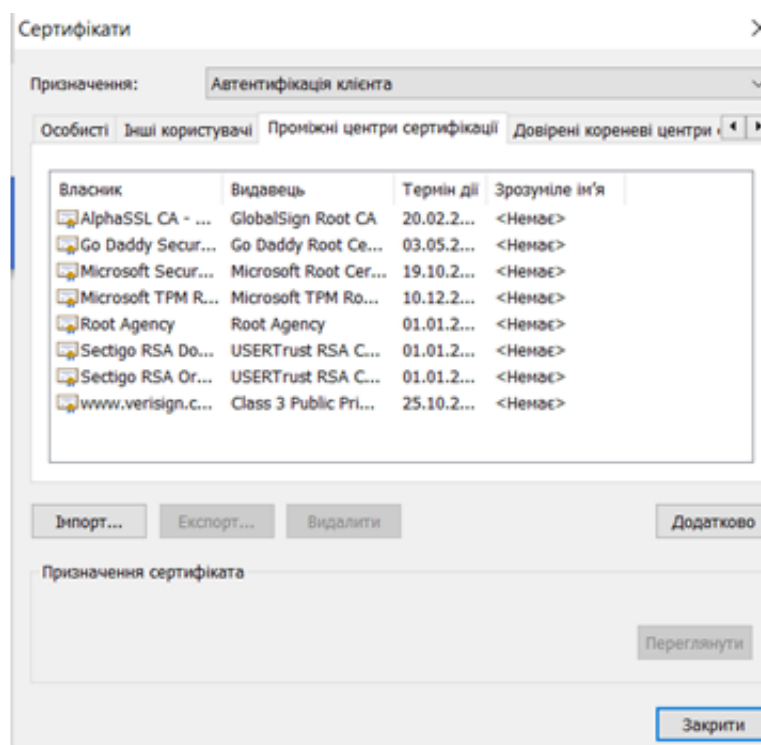 Сертифікати
Призначення: Автентифікація клієнта
Особисті Інші користувачі Проміжні центри сертифікації Довірені кореневі центри
Власник Видавець Термін дії Зрозуміле ім'я
AlphaSSL CA - ... GlobalSign Root CA 20.02.2... <Немає>
Go Daddy Secur... Go Daddy Root Ce... 03.05.2... <Немає>
Microsoft Secur... Microsoft Root Cer... 19.10.2... <Немає>
Microsoft TPM R... Microsoft TPM Ro... 10.12.2... <Немає>
Root Agency Root Agency 01.01.2... <Немає>
Sectigo RSA Do... USERTrust RSA C... 01.01.2... <Немає>
Sectigo RSA Or... USERTrust RSA C... 01.01.2... <Немає>
www.verisign.c... Class 3 Public Pri... 25.10.2... <Немає>
Імпорт... Експорт... Видалити Додатково
Призначення сертифіката
Переглянути
Закрити